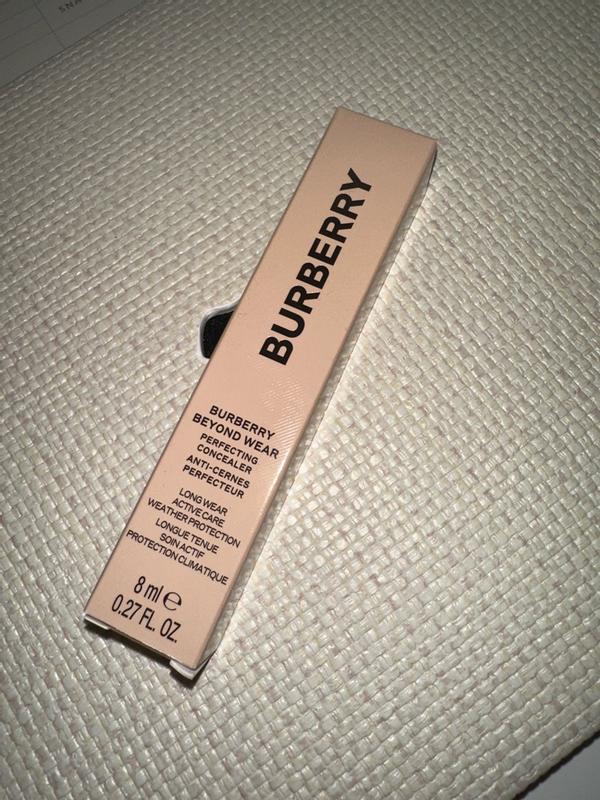 BURBERRY
BURBERRY
BEYOND WEAR
PERFECTING
CONCEALER
ANTI-CERNES
PERFECTEUR
LONG WEAR
ACTIVE CARE
WEATHER PROTECTION
LONGUE TENUE
SOIN ACTIF
PROTECTION CLIMATIQUE
8 ml ℮
0.27 FL. OZ.